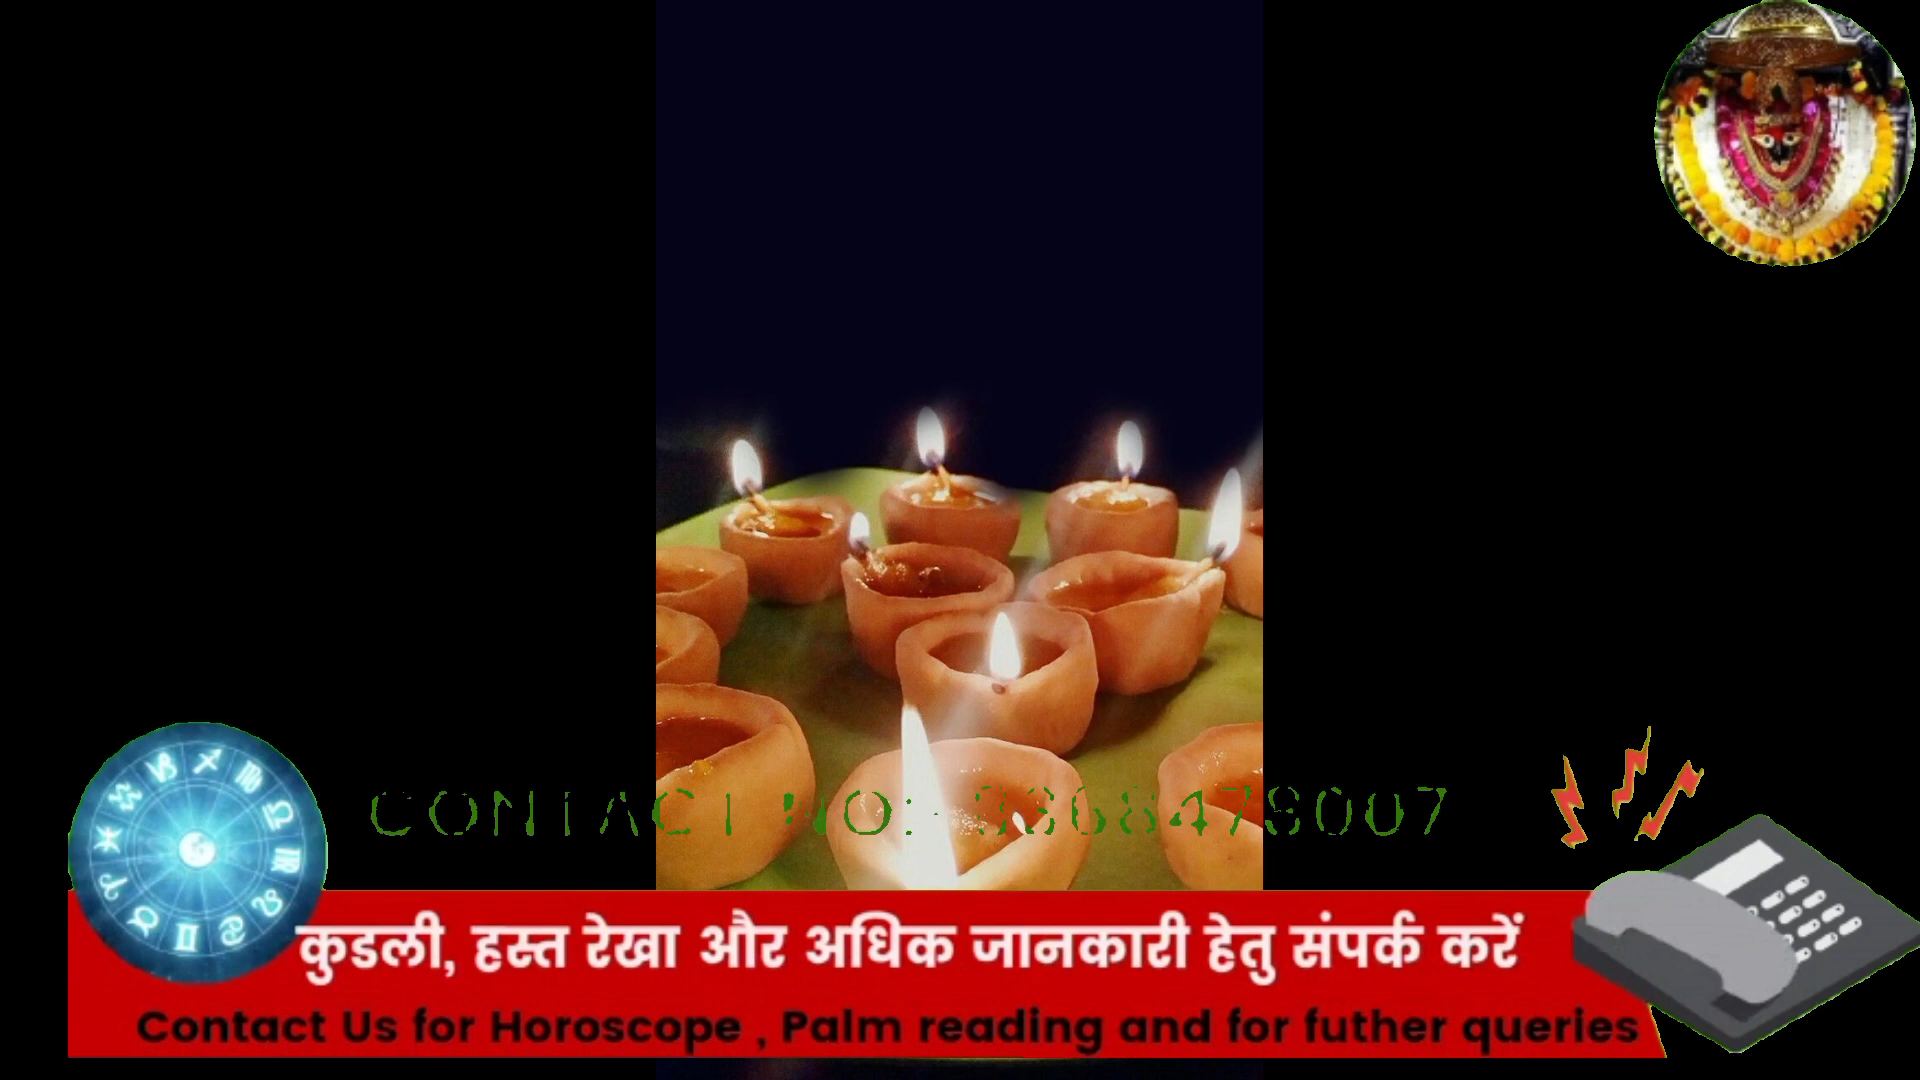 CONTACT NO:-
कुडली, हस्त रेखा और अधिक जानकारी हेतु संपर्क करें
Contact Us for Horoscope , Palm reading and for futher queries